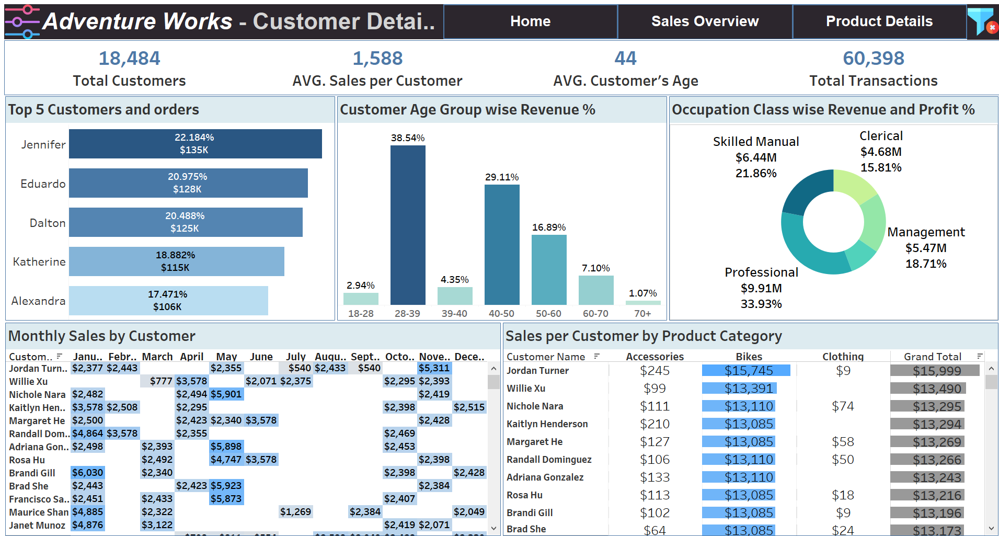 Adventure Works - Customer Detai..
Home
Sales Overview
Product Details
18,484
Total Customers
1,588
AVG. Sales per Customer
44
AVG. Customer's Age
60,398
Total Transactions
Top 5 Customers and orders
Jennifer
22.184%
$135K
Eduardo
20.975%
$128K
Dalton
20.488%
$125K
Katherine
18.882%
$115K
Alexandra
17.471%
$106K
Customer Age Group wise Revenue %
2.94%
38.54%
4.35%
29.11%
16.89%
7.10%
1.07%
18-28 28-39 39-40 40-50 50-60 60-70 70+
Occupation Class wise Revenue and Profit %
Skilled Manual
$6.44M
21.86%
Clerical
$4.68M
15.81%
Management
$5.47M
18.71%
Professional
$9.91M
33.93%
Monthly Sales by Customer
Custom.. Janu.. Febr.. March April May June July Augu.. Sept.. Octo.. Nove.. Dece..
Jordan Turn.. $2,377 $2,443 $2,355 $540 $2,433 $540 $5,311
Willie Xu $777 $3,578 $2,071 $2,375 $2,295 $2,393
Nichole Nara $2,482 $2,494 $5,901 $2,419
Kaitlyn Hen.. $3,578 $2,508 $2,295 $2,398 $2,515
Margaret He $2,500 $2,423 $2,340 $3,578 $2,428
Randall Dom.. $4,864 $3,578 $2,355 $2,469
Adriana Gon.. $2,498 $2,393 $5,898 $2,453
Rosa Hu $2,492 $4,747 $3,578 $2,398
Brandi Gill $6,030 $2,340 $2,398 $2,428
Brad She $2,443 $2,423 $5,923 $2,384
Francisco Sa.. $2,451 $2,433 $5,873 $2,407
Maurice Shan $4,885 $2,322 $1,269 $2,384 $2,049
Janet Munoz $4,876 $3,122 $2,419 $2,071
Sales per Customer by Product Category
Customer Name Accessories Bikes Clothing Grand Total
Jordan Turner $245 $15,745 $9 $15,999
Willie Xu $99 $13,391 $13,490
Nichole Nara $111 $13,110 $74 $13,295
Kaitlyn Henderson $210 $13,085 $13,294
Margaret He $127 $13,085 $58 $13,269
Randall Dominguez $106 $13,110 $50 $13,266
Adriana Gonzalez $133 $13,110 $13,243
Rosa Hu $113 $13,085 $18 $13,216
Brandi Gill $102 $13,085 $9 $13,196
Brad She $64 $13,085 $24 $13,173